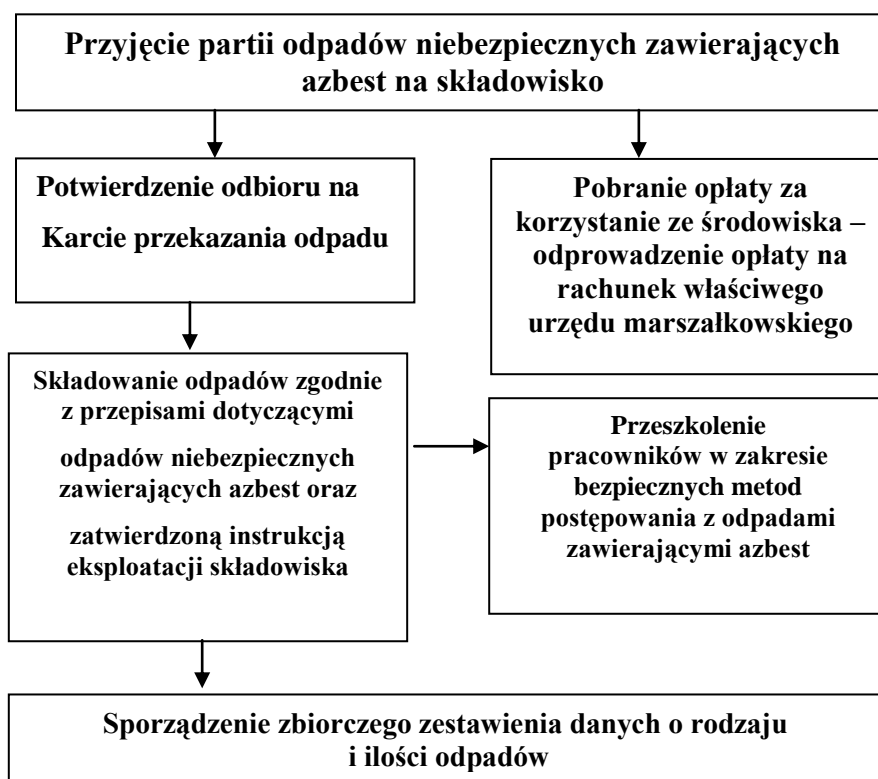 Przyjęcie partii odpadów niebezpiecznych zawierających
azbest na składowisko
Potwierdzenie odbioru na
Karcie przekazania odpadu
Pobranie opłaty za
korzystanie ze środowiska –
odprowadzenie opłaty na
rachunek właściwego
urzędu marszałkowskiego
Składowanie odpadów zgodnie
z przepisami dotyczącymi
odpadów niebezpiecznych
zawierających azbest oraz
zatwierdzoną instrukcją
eksploatacji składowiska
Przeszkolenie
pracowników w zakresie
bezpiecznych metod
postępowania z odpadami
zawierającymi azbest
Sporządzenie zbiorczego zestawienia danych o rodzaju
i ilości odpadów